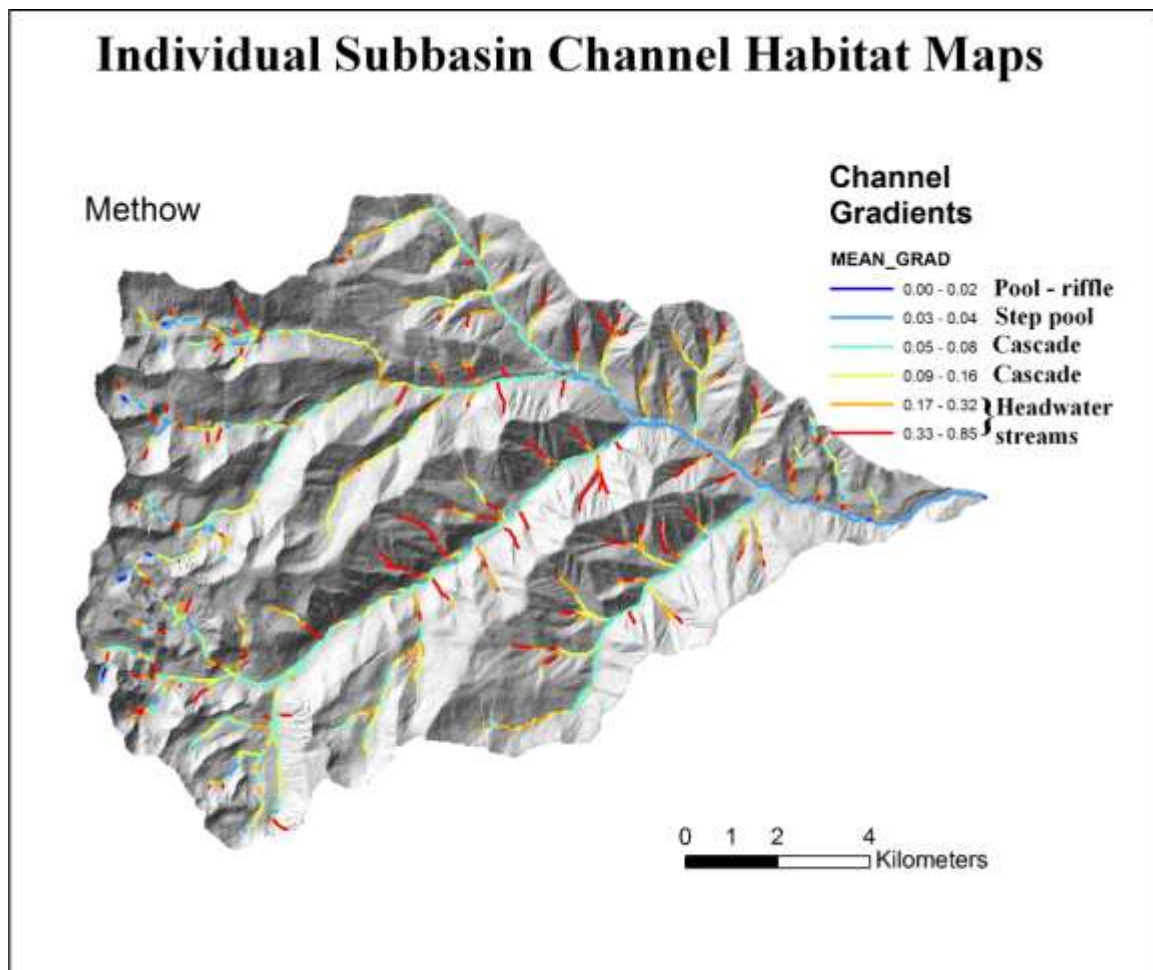 Individual Subbasin Channel Habitat Maps
Methow
Channel
Gradients
MEAN_GRAD
0.00 - 0.02 Pool - riffle
0.03 - 0.04 Step pool
0.05 - 0.08 Cascade
0.09 - 0.16 Cascade
0.17 - 0.32 } Headwater
0.33 - 0.85 streams
0 1 2 4
Kilometers